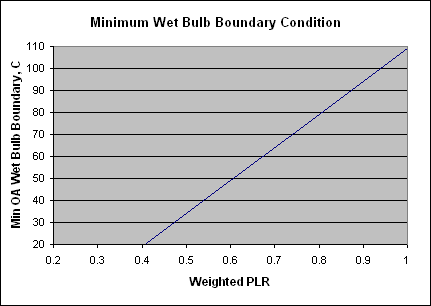 Minimum Wet Bulb Boundary Condition
Min OA Wet Bulb Boundary, C
110
100
90
80
70
60
50
40
30
20
0.2 0.3 0.4 0.5 0.6 0.7 0.8 0.9 1
Weighted PLR